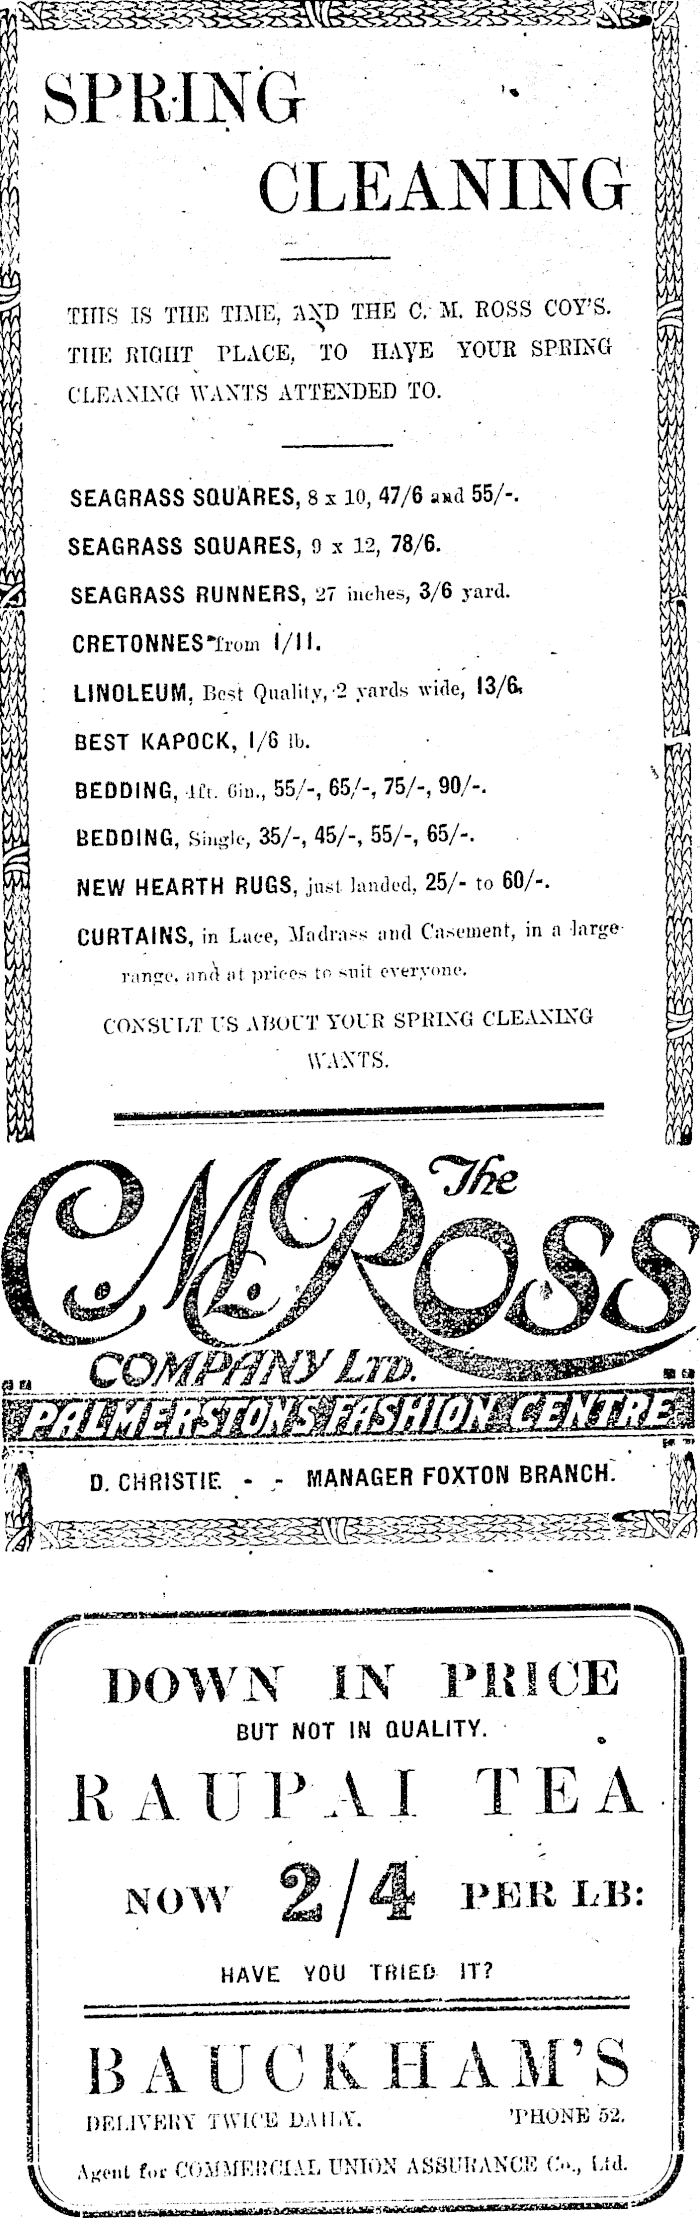 SPRING
CLEANING
THIS IS THE TIME, AND THE C. M. ROSS COY'S.
THE RIGHT PLACE, TO HAVE YOUR SPRING
CLEANING WANTS ATTENDED TO.
SEAGRASS SQUARES, 8 x 10, 47/6 and 55/-.
SEAGRASS SQUARES, 9 x 12, 78/6.
SEAGRASS RUNNERS, 27 inches, 3/6 yard.
CRETONNES from 1/11.
LINOLEUM, Best Quality, 2 yards wide, 13/6.
BEST KAPOCK, 1/6 lb.
BEDDING, 4ft. 6in., 55/-, 65/-, 75/-, 90/-.
BEDDING, Single, 35/-, 45/-, 55/-, 65/-.
NEW HEARTH RUGS, just landed, 25/- to 60/-.
CURTAINS, in Lace, Madrass and Casement, in a large
range, and at prices to suit everyone.
CONSULT US ABOUT YOUR SPRING CLEANING
WANTS.
The
C. M. ROSS
COMPANY LTD.
PALMERSTON'S FASHION CENTRE
D. CHRISTIE - - MANAGER FOXTON BRANCH.
DOWN IN PRICE
BUT NOT IN QUALITY.
RAUPAI TEA
NOW 2/4 PER LB:
HAVE YOU TRIED IT?
BAUCKHAM'S
DELIVERY TWICE DAILY. 'PHONE 52.
Agent for COMMERCIAL UNION ASSURANCE Co., Ltd.